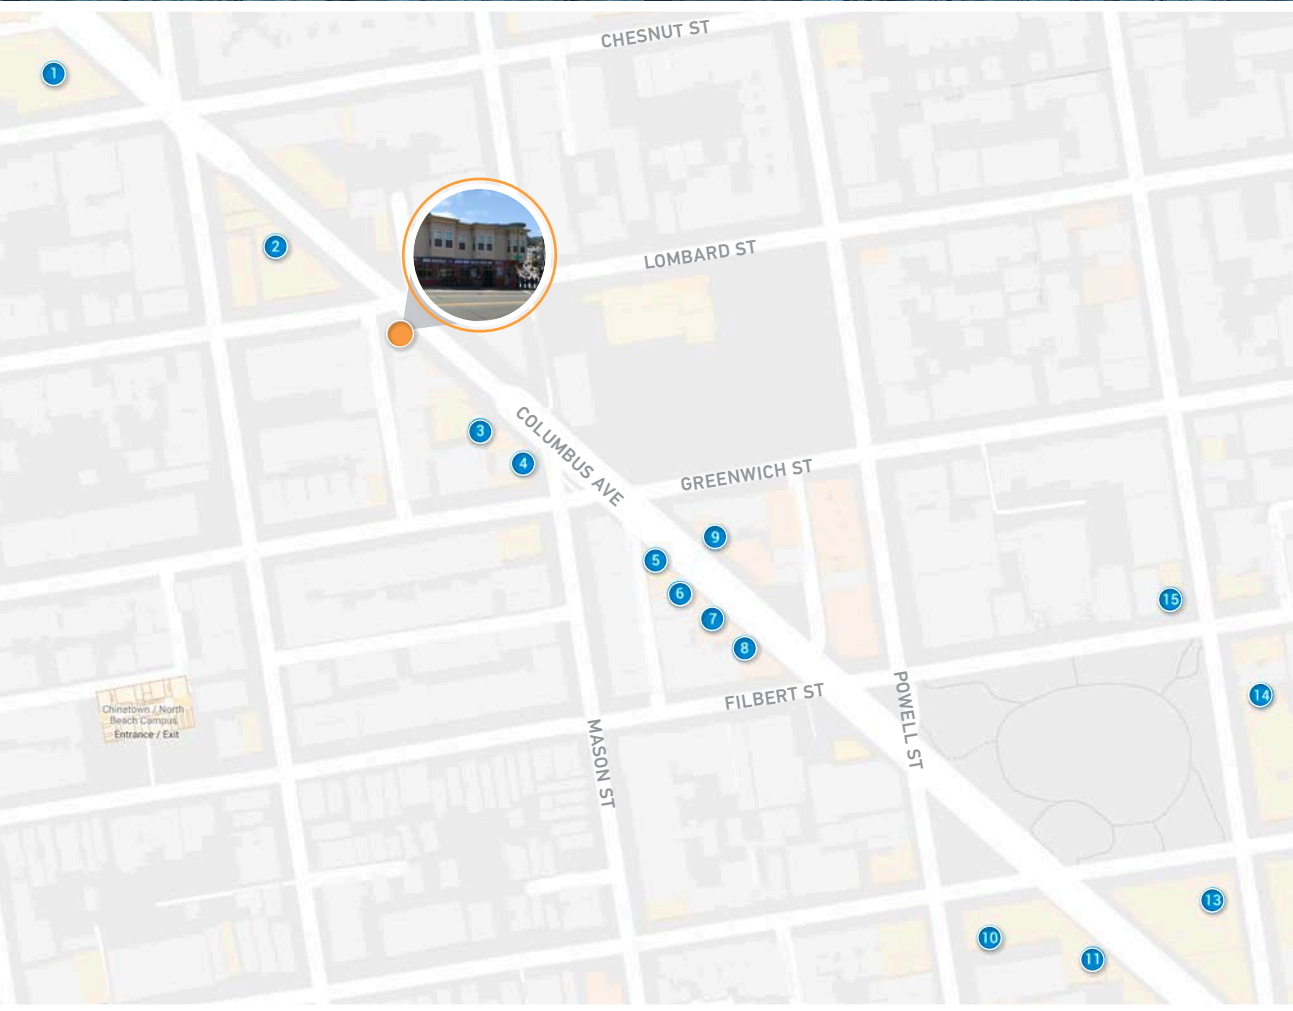 CHESNUT ST
1
2
LOMBARD ST
3
COLUMBUS AVE
4
GREENWICH ST
9
5
6
15
7
8
FILBERT ST
POWELL ST
14
Chinatown / North
Beach Campus
Entrance / Exit
MASON ST
13
10
11